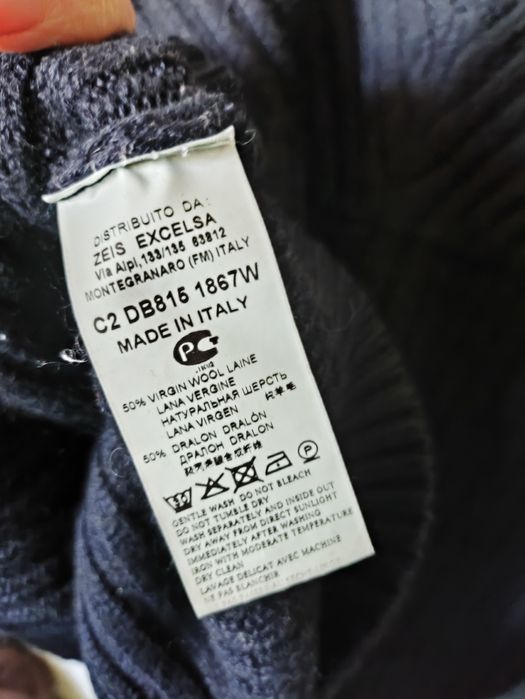 DISTRIBUITO DA:
ZEIS EXCELSA
Via Alpi,133/135 63812
MONTEGRANARO (FM) ITALY
C2 DB815 1867W
MADE IN ITALY
50% VIRGIN WOOL LAINE
LANA VERGINE
НАТУРАЛЬНАЯ ШЕРСТЬ
LANA VIRGEN
50% DRALON DRALÓN
ДРАЛОН DRALON
GENTLE WASH DO NOT BLEACH
DO NOT TUMBLE DRY
WASH SEPARATELY AND INSIDE OUT
DRY AWAY FROM DIRECT SUNLIGHT
IMMEDIATELY AFTER WASHING
IRON WITH MODERATE TEMPERATURE
DRY CLEAN
LAVAGE DELICAT AVEC MACHINE
NE PAS BLANCHIR